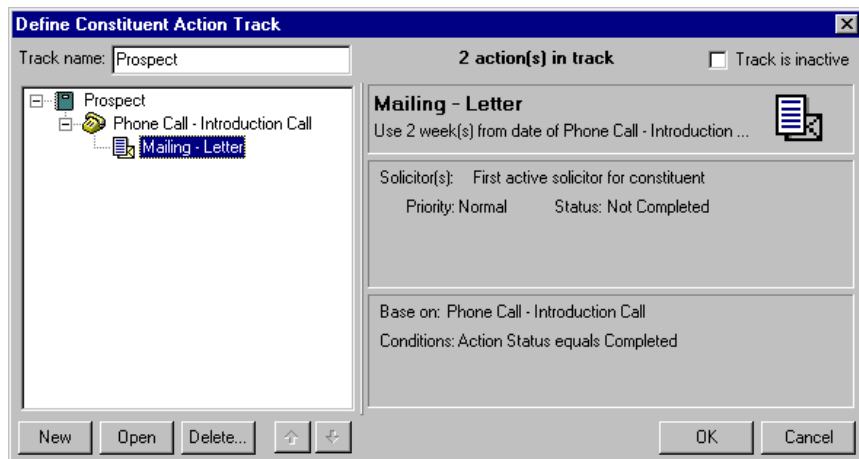 Define Constituent Action Track
Track name: Prospect 2 action(s) in track Track is inactive
Prospect
Phone Call - Introduction Call
Mailing - Letter
Mailing - Letter
Use 2 week(s) from date of Phone Call - Introduction ...
Solicitor(s): First active solicitor for constituent
Priority: Normal Status: Not Completed
Base on: Phone Call - Introduction Call
Conditions: Action Status equals Completed
New Open Delete... OK Cancel